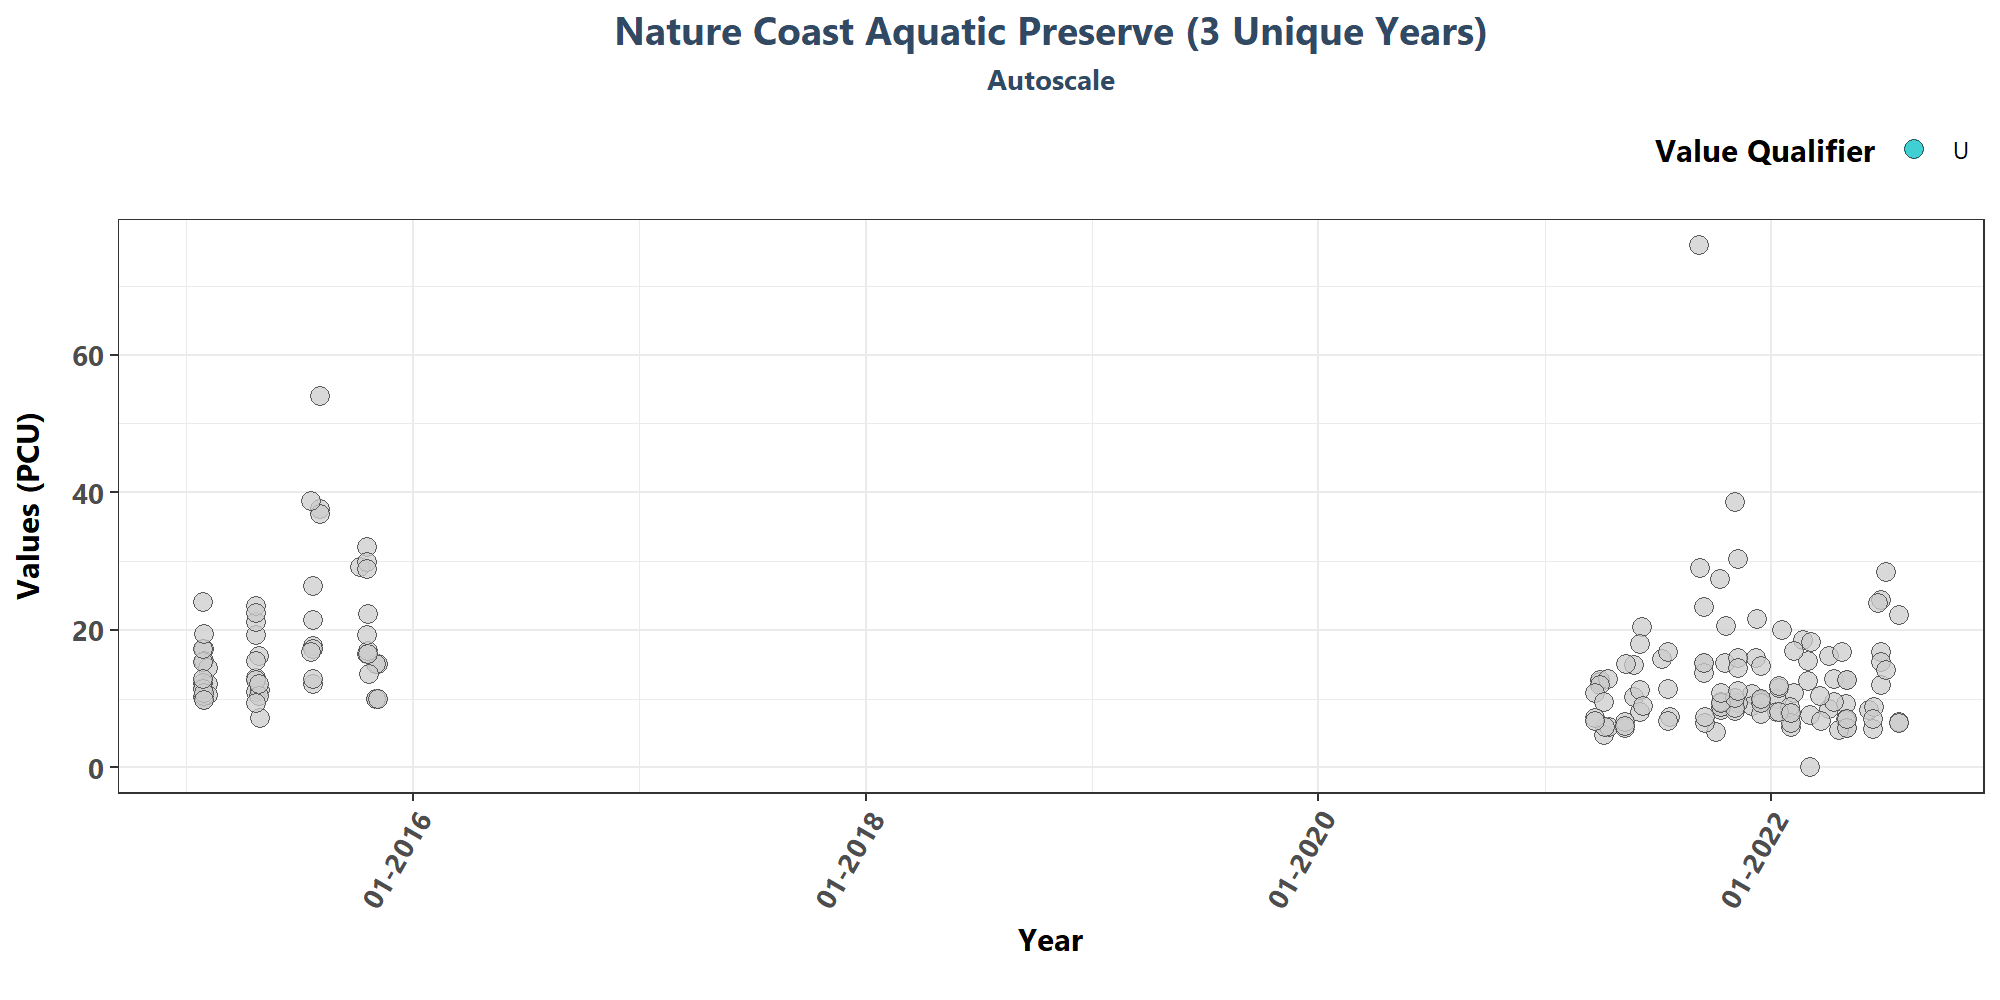 Nature Coast Aquatic Preserve (3 Unique Years)
Autoscale
Value Qualifier U
Values (PCU)
60
40
20
0
01-2016 01-2018 01-2020 01-2022
Year